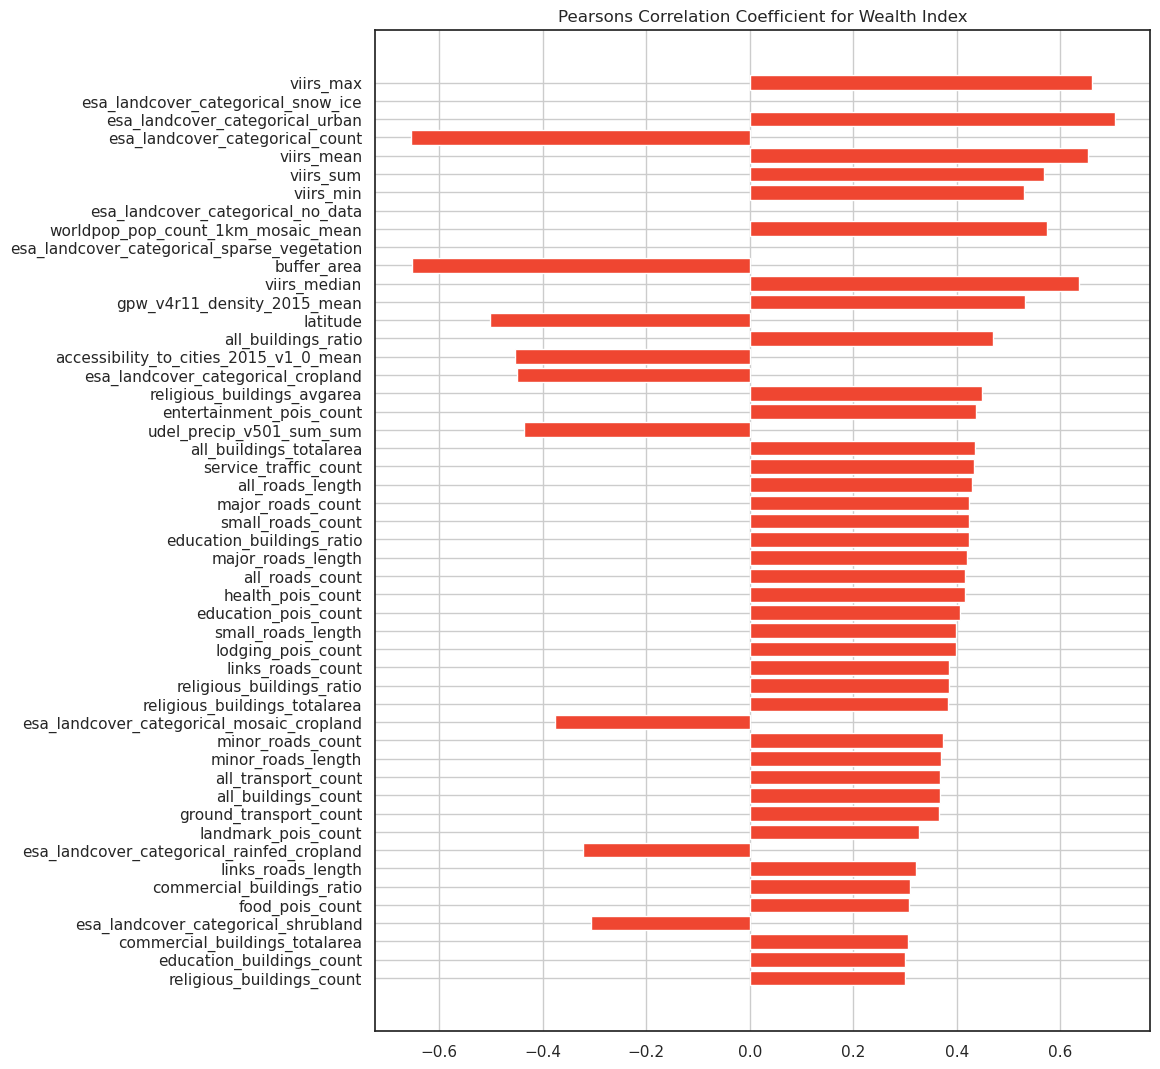 Pearsons Correlation Coefficient for Wealth Index
viirs_max
esa_landcover_categorical_snow_ice
esa_landcover_categorical_urban
esa_landcover_categorical_count
viirs_mean
viirs_sum
viirs_min
esa_landcover_categorical_no_data
worldpop_pop_count_1km_mosaic_mean
esa_landcover_categorical_sparse_vegetation
buffer_area
viirs_median
gpw_v4r11_density_2015_mean
latitude
all_buildings_ratio
accessibility_to_cities_2015_v1_0_mean
esa_landcover_categorical_cropland
religious_buildings_avgarea
entertainment_pois_count
udel_precip_v501_sum_sum
all_buildings_totalarea
service_traffic_count
all_roads_length
major_roads_count
small_roads_count
education_buildings_ratio
major_roads_length
all_roads_count
health_pois_count
education_pois_count
small_roads_length
lodging_pois_count
links_roads_count
religious_buildings_ratio
religious_buildings_totalarea
esa_landcover_categorical_mosaic_cropland
minor_roads_count
minor_roads_length
all_transport_count
all_buildings_count
ground_transport_count
landmark_pois_count
esa_landcover_categorical_rainfed_cropland
links_roads_length
commercial_buildings_ratio
food_pois_count
esa_landcover_categorical_shrubland
commercial_buildings_totalarea
education_buildings_count
religious_buildings_count
−0.6 −0.4 −0.2 0.0 0.2 0.4 0.6